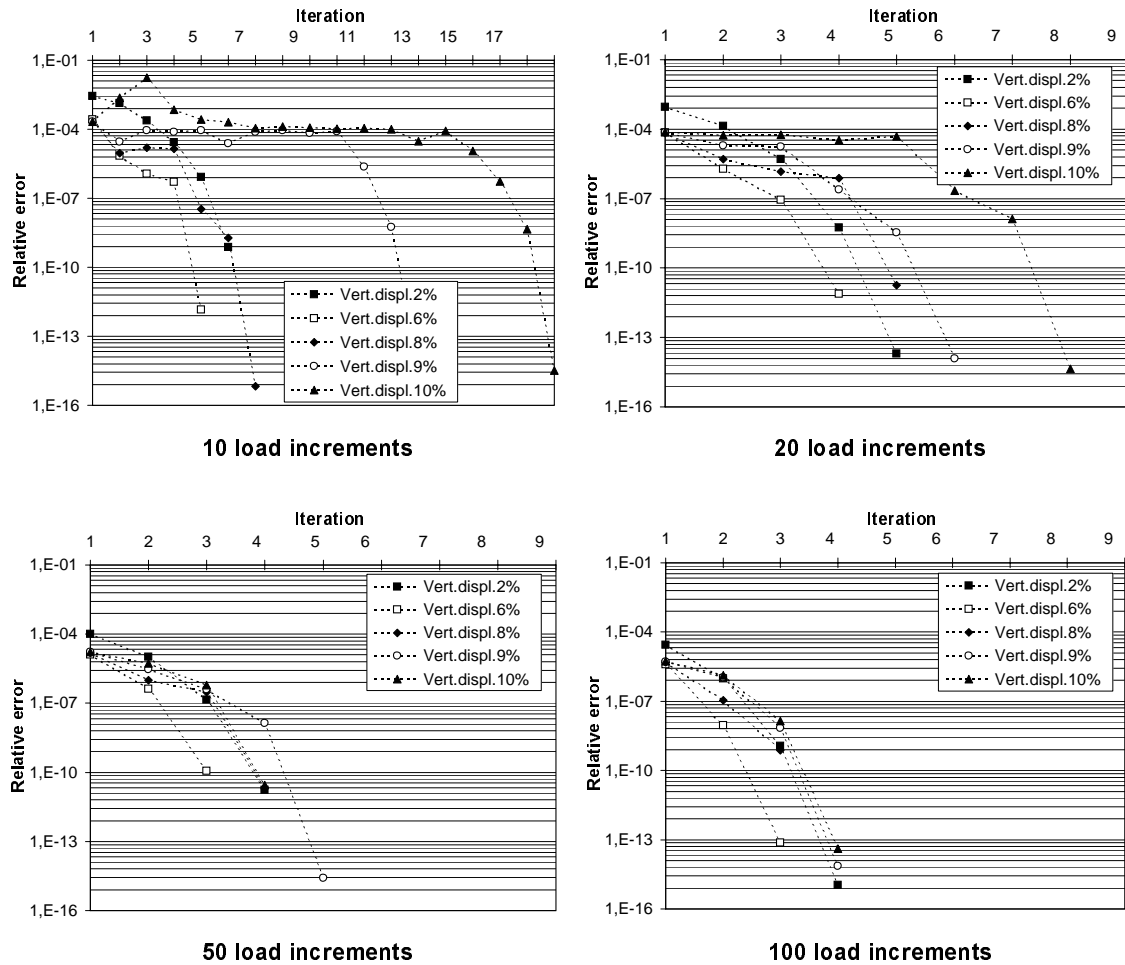 Iteration
1 3 5 7 9 11 13 15 17
1,E-01
1,E-04
1,E-07
1,E-10
1,E-13
1,E-16
Relative error
Vert.displ.2%
Vert.displ.6%
Vert.displ.8%
Vert.displ.9%
Vert.displ.10%
10 load increments
Iteration
1 2 3 4 5 6 7 8 9
1,E-01
1,E-04
1,E-07
1,E-10
1,E-13
1,E-16
Relative error
Vert.displ.2%
Vert.displ.6%
Vert.displ.8%
Vert.displ.9%
Vert.displ.10%
20 load increments
Iteration
1 2 3 4 5 6 7 8 9
1,E-01
1,E-04
1,E-07
1,E-10
1,E-13
1,E-16
Relative error
Vert.displ.2%
Vert.displ.6%
Vert.displ.8%
Vert.displ.9%
Vert.displ.10%
50 load increments
Iteration
1 2 3 4 5 6 7 8 9
1,E-01
1,E-04
1,E-07
1,E-10
1,E-13
1,E-16
Relative error
Vert.displ.2%
Vert.displ.6%
Vert.displ.8%
Vert.displ.9%
Vert.displ.10%
100 load increments